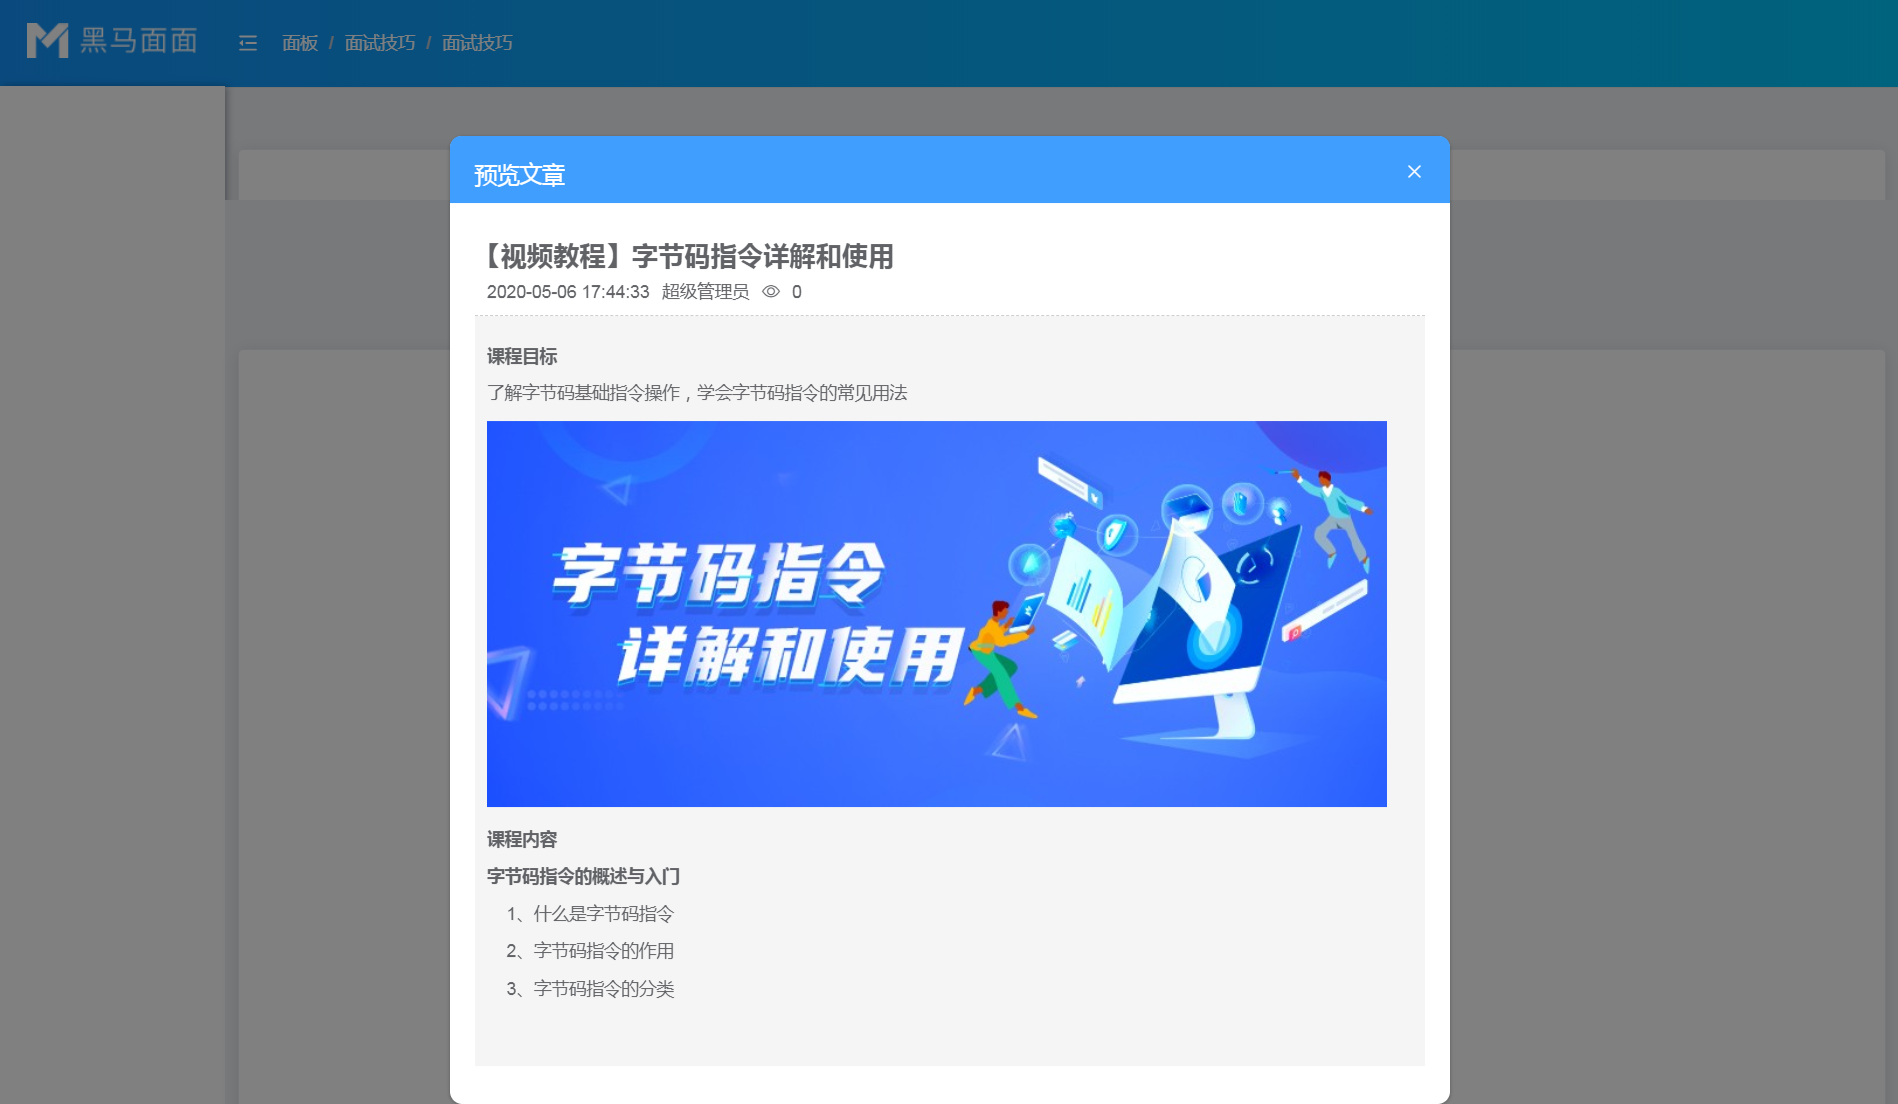 黑马面面 面板 / 面试技巧 / 面试技巧
预览文章
【视频教程】字节码指令详解和使用
2020-05-06 17:44:33 超级管理员 0
课程目标
了解字节码基础指令操作，学会字节码指令的常见用法
字节码指令
详解和使用
课程内容
字节码指令的概述与入门
1、什么是字节码指令
2、字节码指令的作用
3、字节码指令的分类